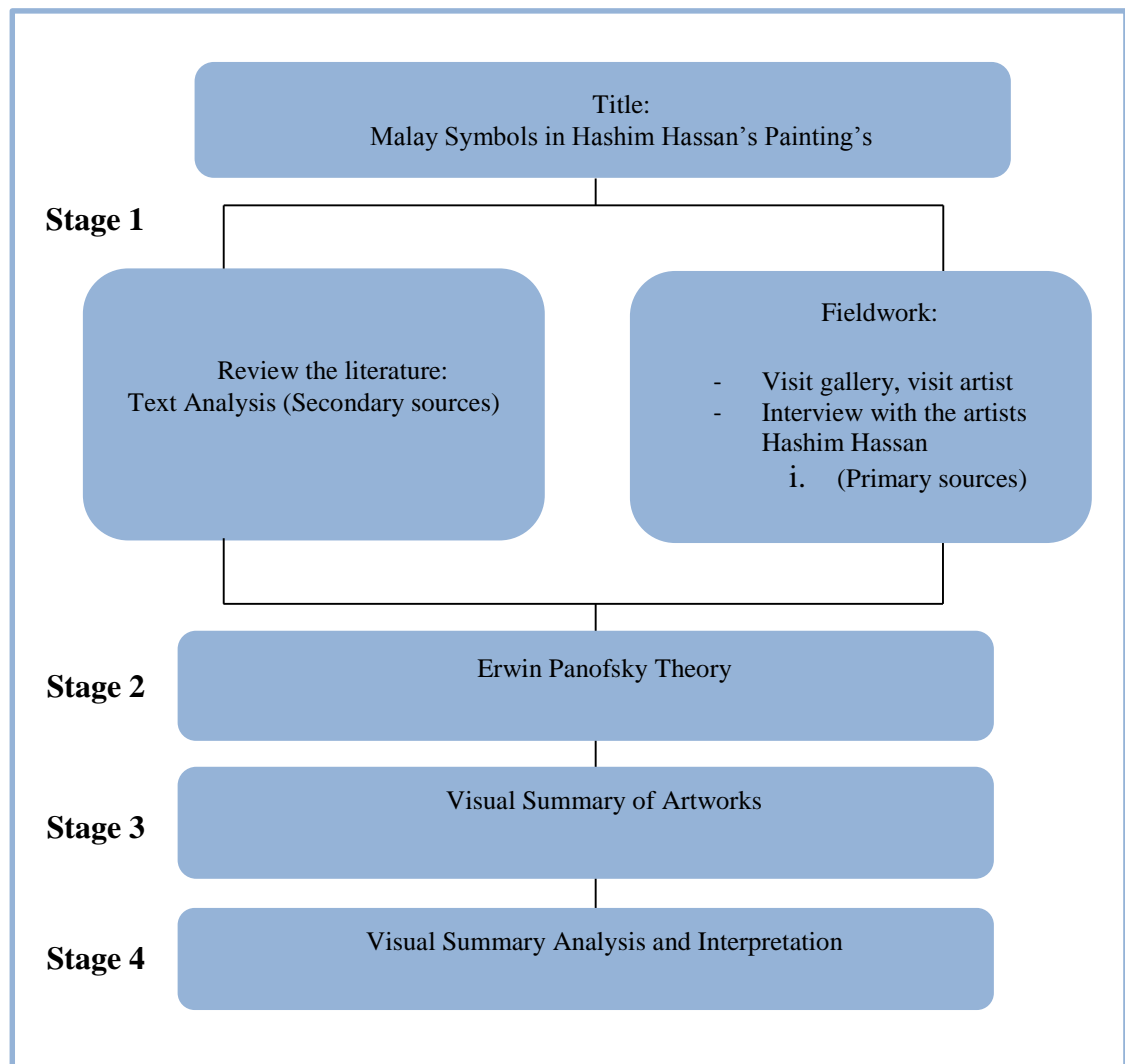 Title:
Malay Symbols in Hashim Hassan’s Painting’s
Stage 1
Review the literature:
Text Analysis (Secondary sources)
Fieldwork:
- Visit gallery, visit artist
- Interview with the artists
Hashim Hassan
i. (Primary sources)
Stage 2
Erwin Panofsky Theory
Stage 3
Visual Summary of Artworks
Stage 4
Visual Summary Analysis and Interpretation